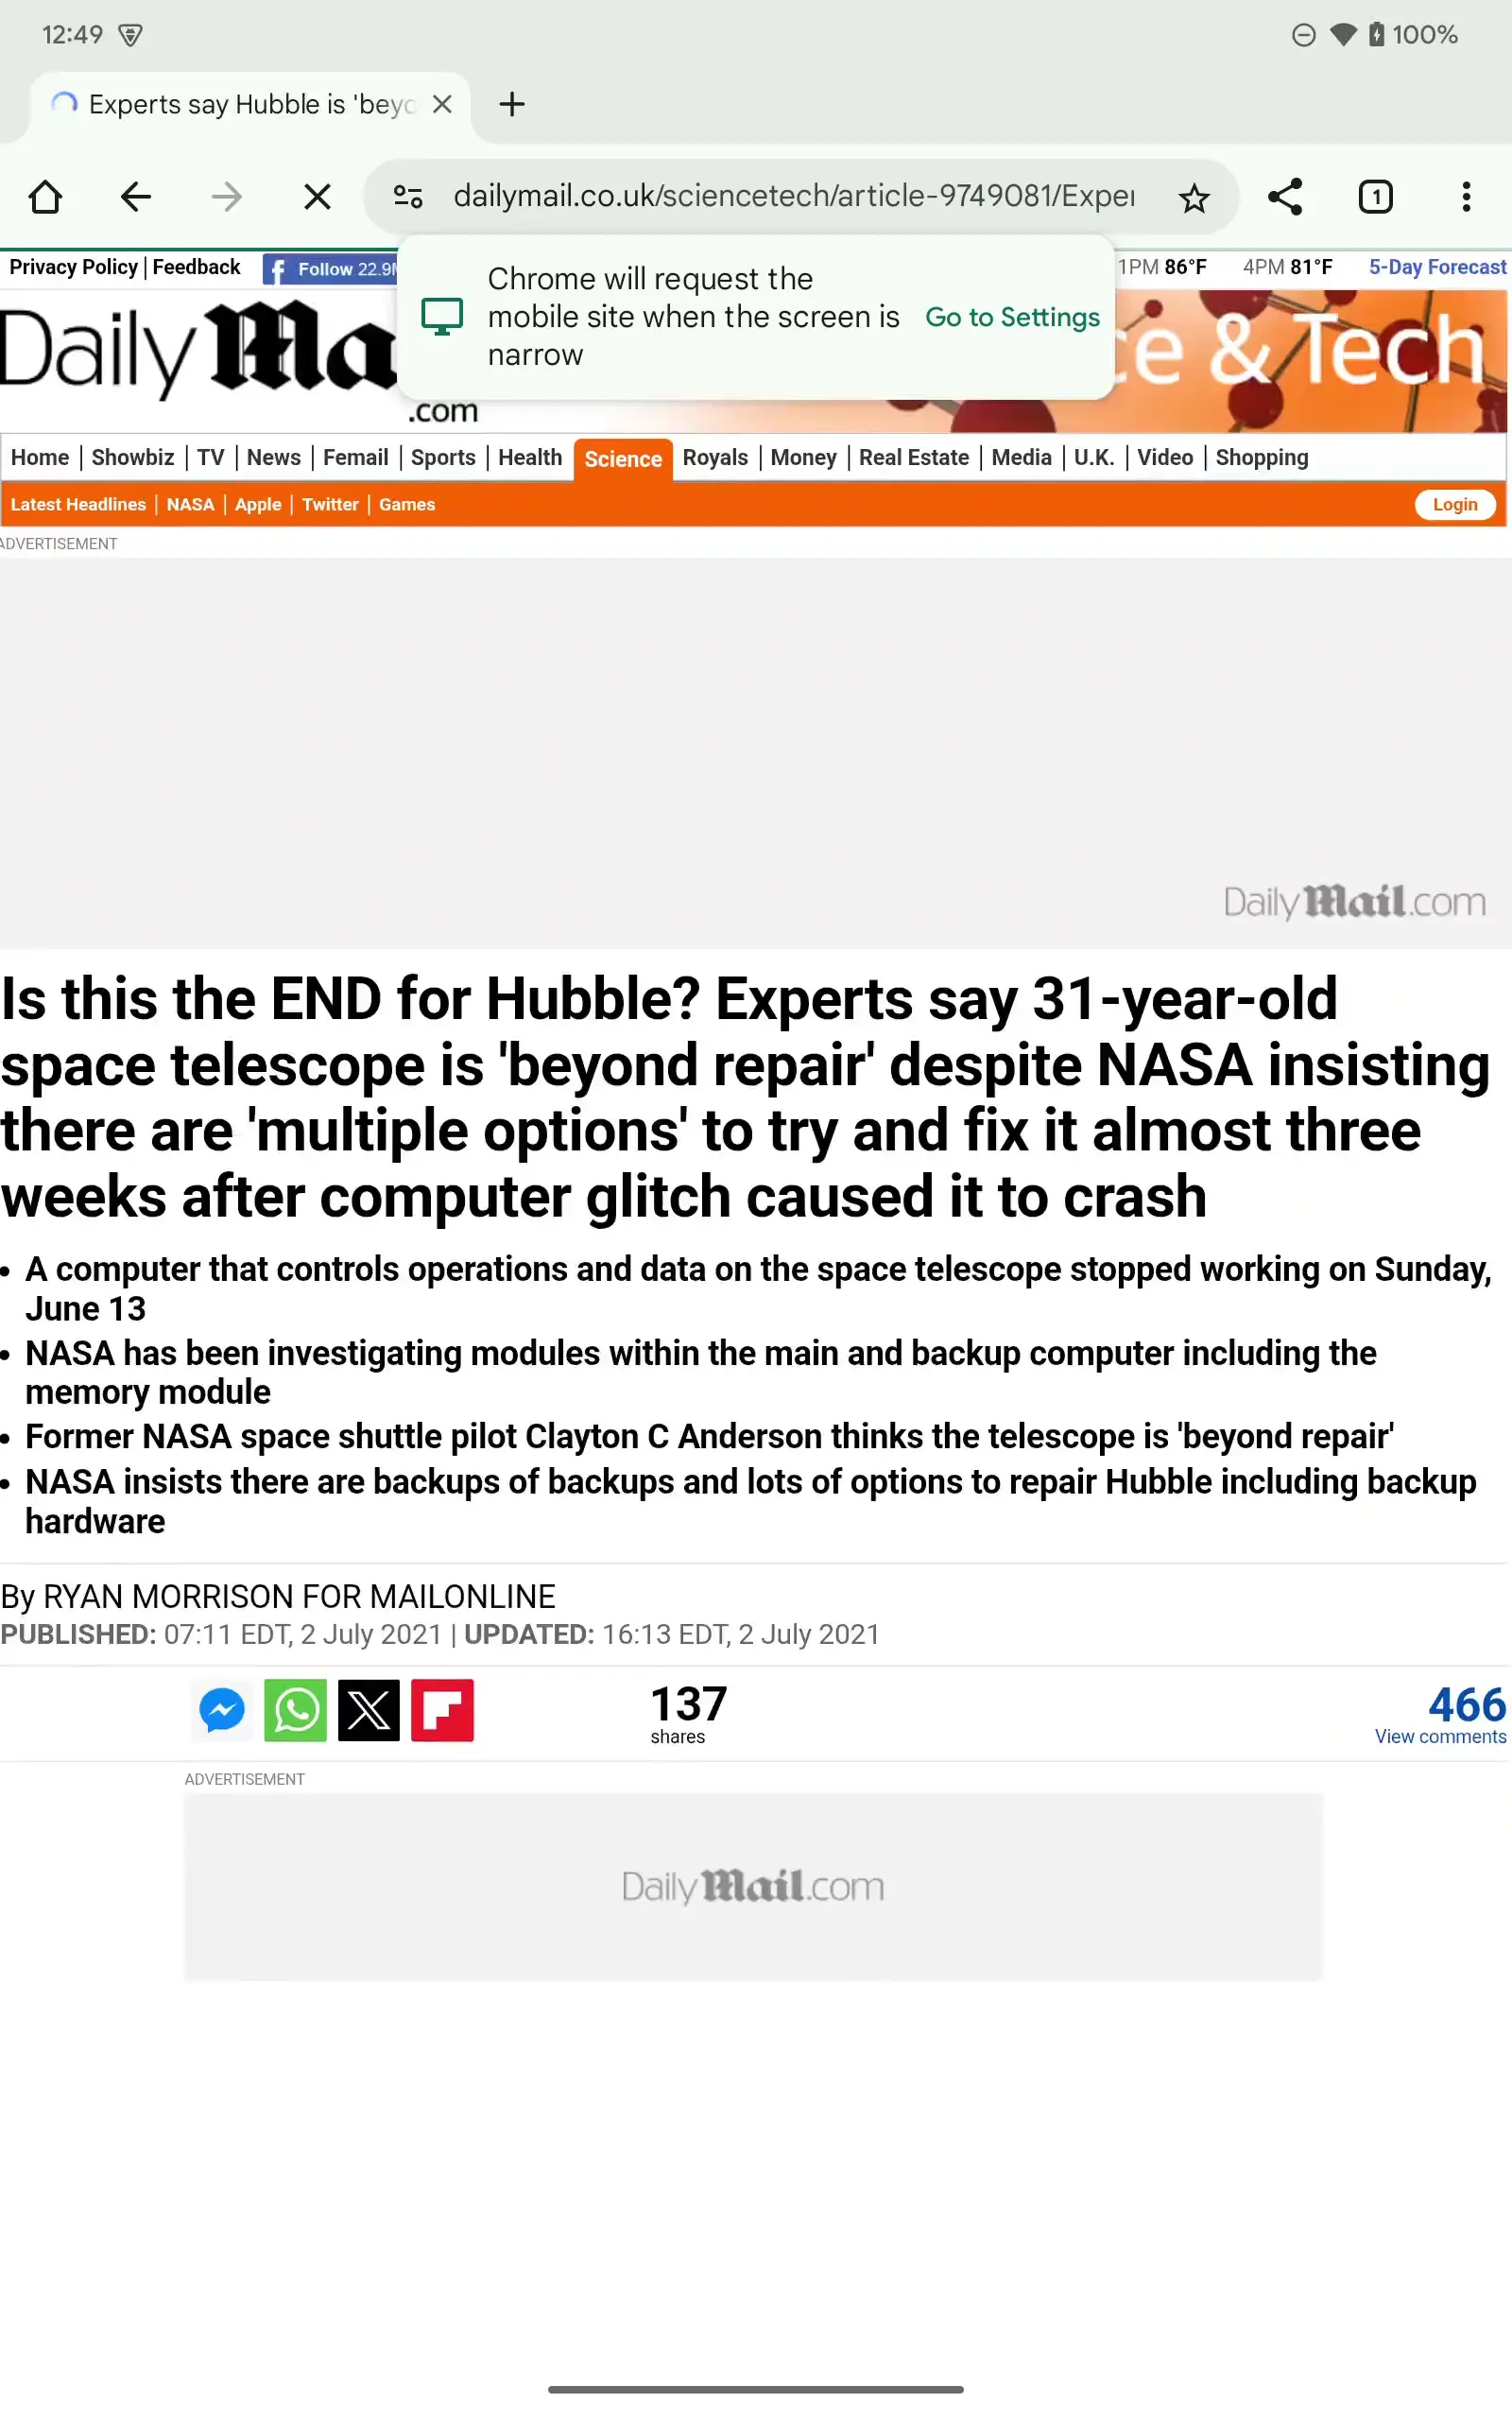 12:49
100%
Experts say Hubble is 'beyo
dailymail.co.uk/sciencetech/article-9749081/Exper
1
Privacy Policy | Feedback
Follow 22.9M
1PM 86°F 4PM 81°F 5-Day Forecast
Chrome will request the
mobile site when the screen is
narrow
Go to Settings
Daily Ma
.com
ce & Tech
Home | Showbiz | TV | News | Femail | Sports | Health | Science | Royals | Money | Real Estate | Media | U.K. | Video | Shopping
Latest Headlines | NASA | Apple | Twitter | Games
Login
ADVERTISEMENT
DailyMail.com
Is this the END for Hubble? Experts say 31-year-old
space telescope is 'beyond repair' despite NASA insisting
there are 'multiple options' to try and fix it almost three
weeks after computer glitch caused it to crash
• A computer that controls operations and data on the space telescope stopped working on Sunday,
June 13
• NASA has been investigating modules within the main and backup computer including the
memory module
• Former NASA space shuttle pilot Clayton C Anderson thinks the telescope is 'beyond repair'
• NASA insists there are backups of backups and lots of options to repair Hubble including backup
hardware
By RYAN MORRISON FOR MAILONLINE
PUBLISHED: 07:11 EDT, 2 July 2021 | UPDATED: 16:13 EDT, 2 July 2021
137
shares
466
View comments
ADVERTISEMENT
DailyMail.com